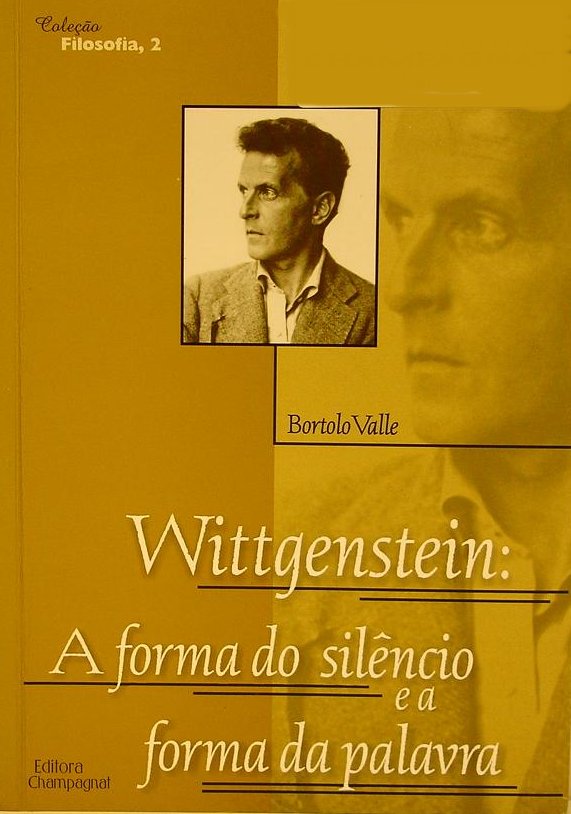 Coleção
Filosofia, 2
Bortolo Valle
Wittgenstein:
A forma do silêncio
e a
forma da palavra
Editora
Champagnat